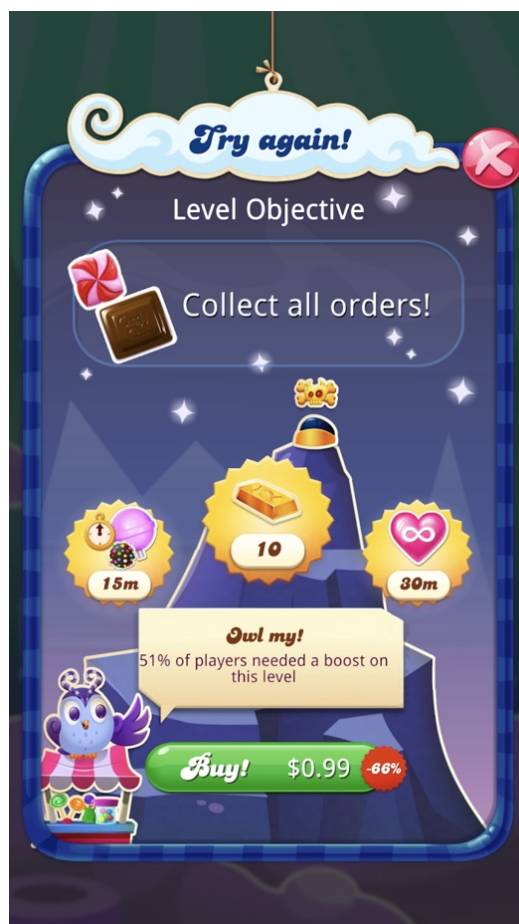 Try again!
Level Objective
Collect all orders!
10
15m
30m
Owl my!
51% of players needed a boost on
this level
Buy! $0.99 -66%